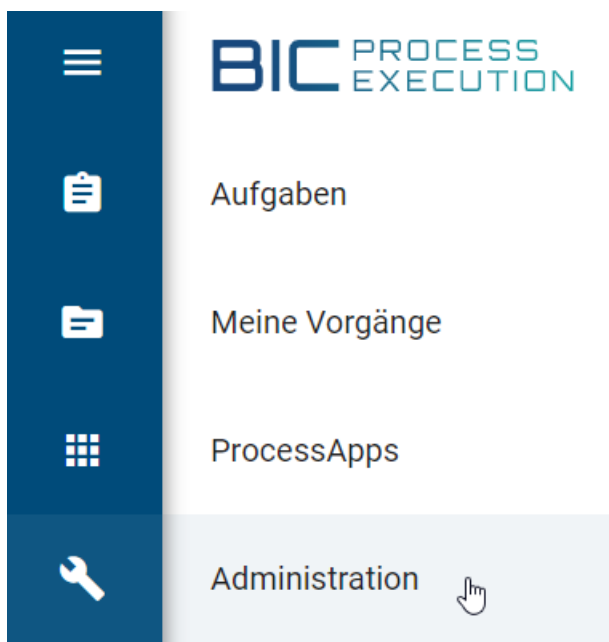 BIC PROCESS
EXECUTION
Aufgaben
Meine Vorgänge
ProcessApps
Administration